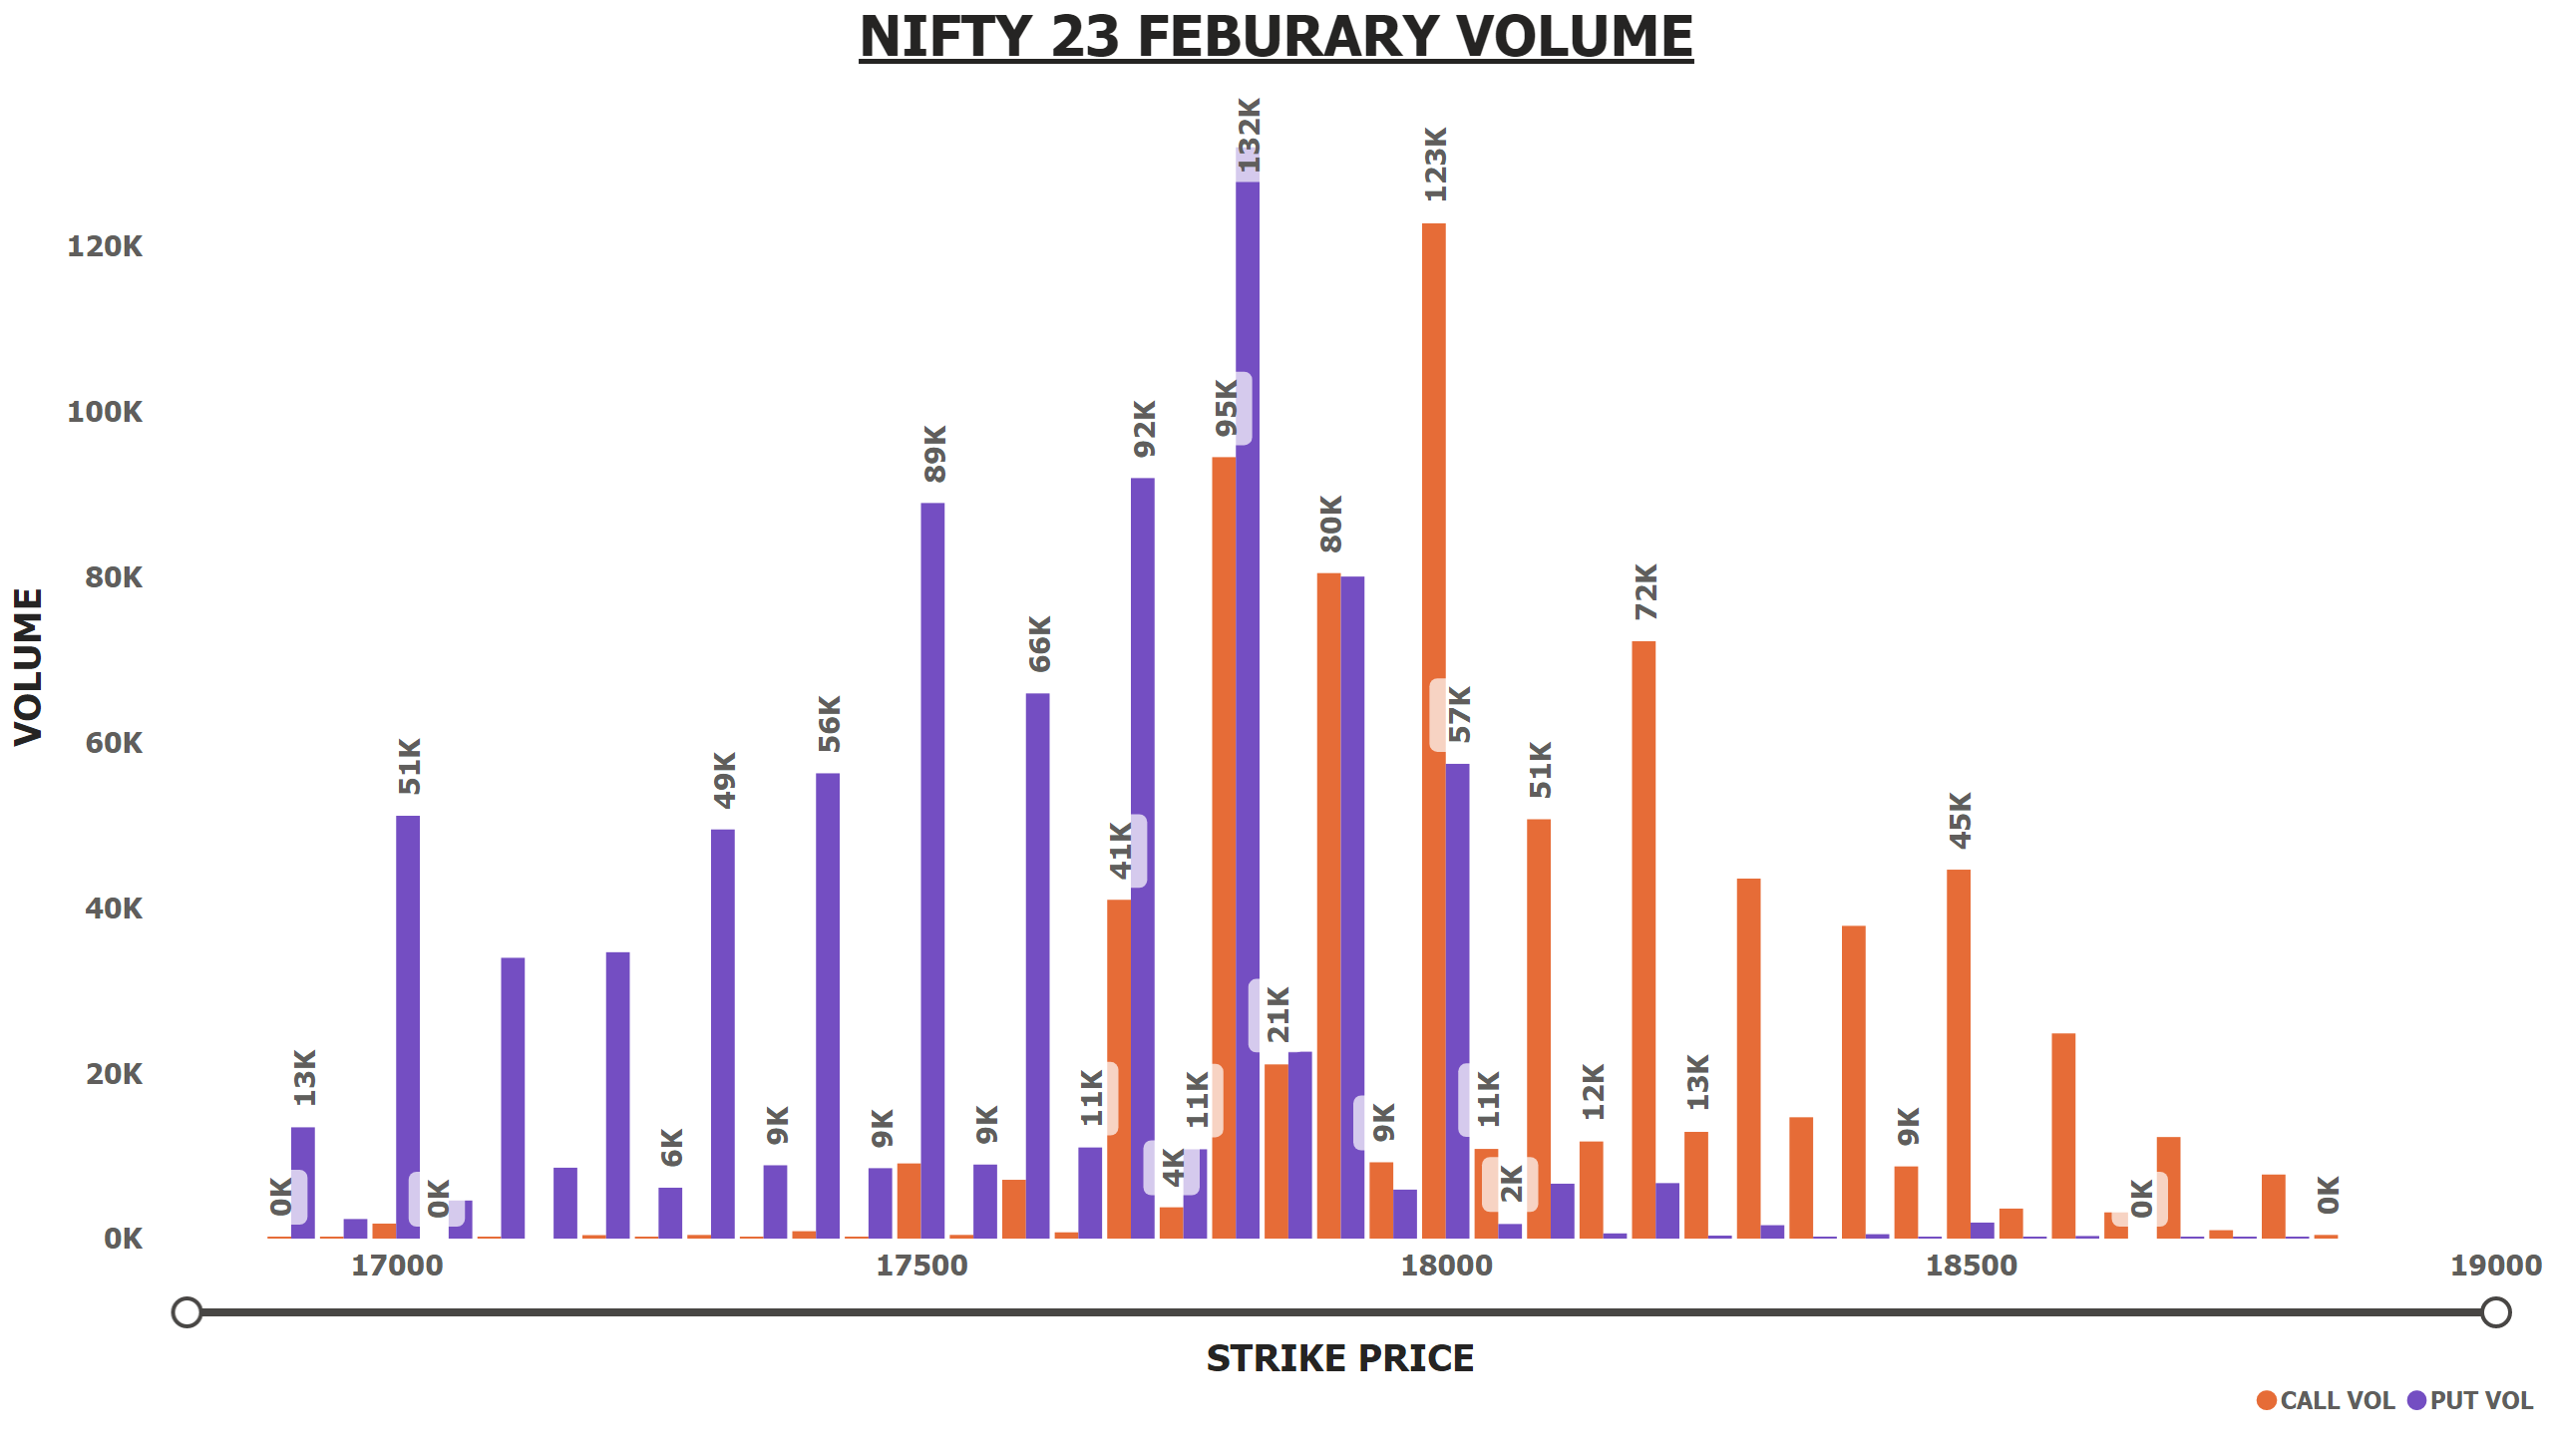 NIFTY 23 FEBURARY VOLUME
VOLUME
120K
100K
80K
60K
40K
20K
0K
0K
13K
51K
0K
6K
49K
9K
56K
9K
89K
9K
66K
11K
41K
92K
4K
11K
95K
132K
21K
80K
9K
123K
57K
11K
2K
51K
12K
72K
13K
9K
45K
0K
0K
17000
17500
18000
18500
19000
STRIKE PRICE
CALL VOL
PUT VOL